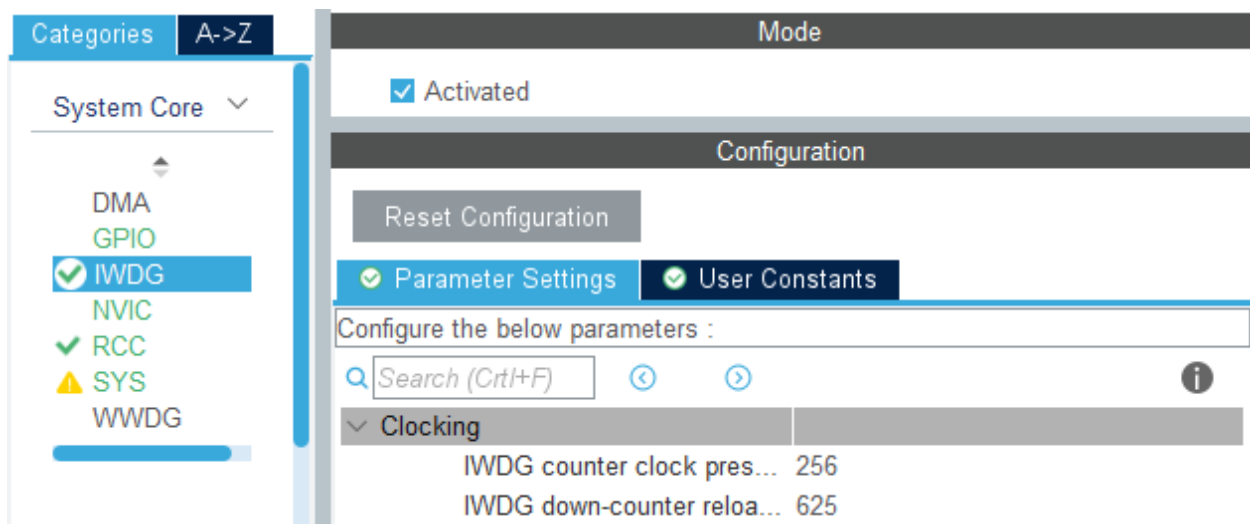 Categories
A->Z
System Core
DMA
GPIO
IWDG
NVIC
RCC
SYS
WWDG
Mode
Activated
Configuration
Reset Configuration
Parameter Settings
User Constants
Configure the below parameters :
Search (Crtl+F)
Clocking
IWDG counter clock pres... 256
IWDG down-counter reloa... 625